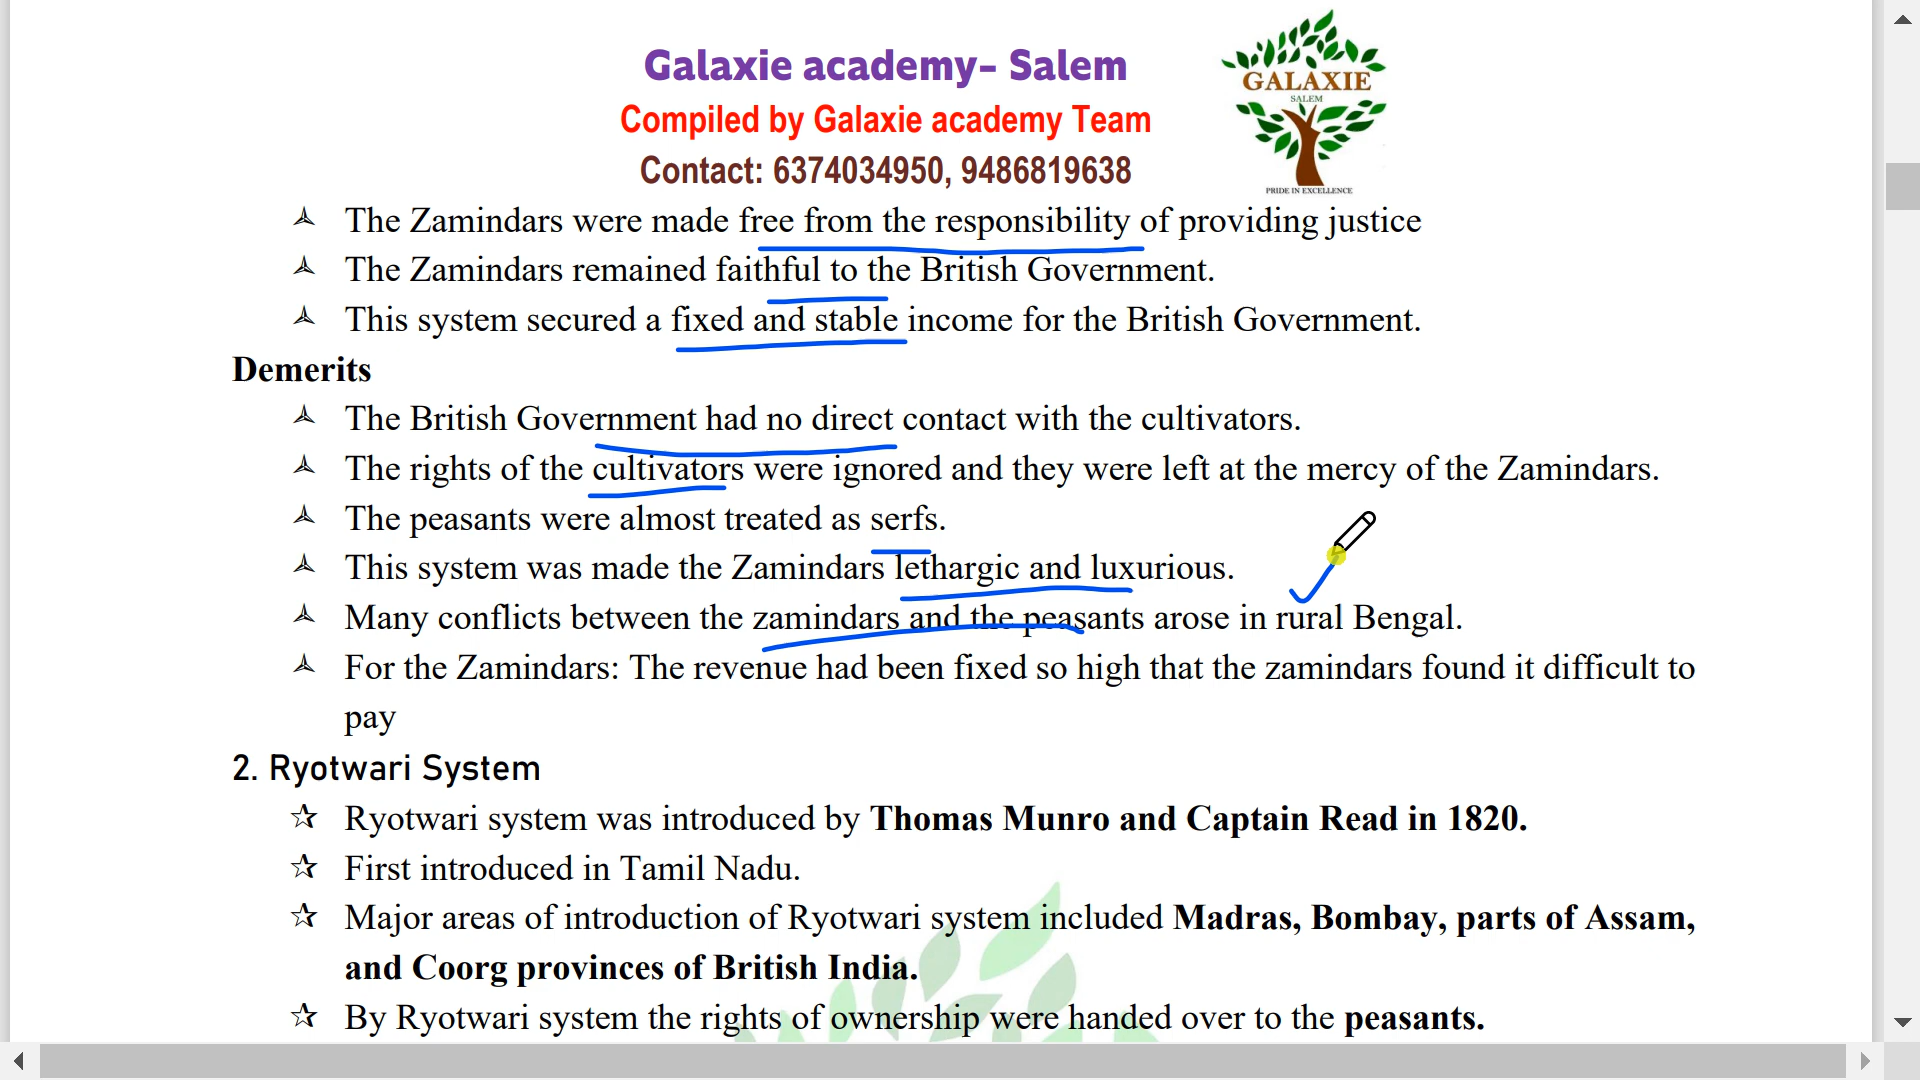 Galaxie academy- Salem
Compiled by Galaxie academy Team
Contact: 6374034950, 9486819638
GALAXIE
SALEM
PRIDE IN EXCELLENCE
The Zamindars were made free from the responsibility of providing justice
The Zamindars remained faithful to the British Government.
This system secured a fixed and stable income for the British Government.
Demerits
The British Government had no direct contact with the cultivators.
The rights of the cultivators were ignored and they were left at the mercy of the Zamindars.
The peasants were almost treated as serfs.
This system was made the Zamindars lethargic and luxurious.
Many conflicts between the zamindars and the peasants arose in rural Bengal.
For the Zamindars: The revenue had been fixed so high that the zamindars found it difficult to
pay
2. Ryotwari System
Ryotwari system was introduced by Thomas Munro and Captain Read in 1820.
First introduced in Tamil Nadu.
Major areas of introduction of Ryotwari system included Madras, Bombay, parts of Assam,
and Coorg provinces of British India.
By Ryotwari system the rights of ownership were handed over to the peasants.